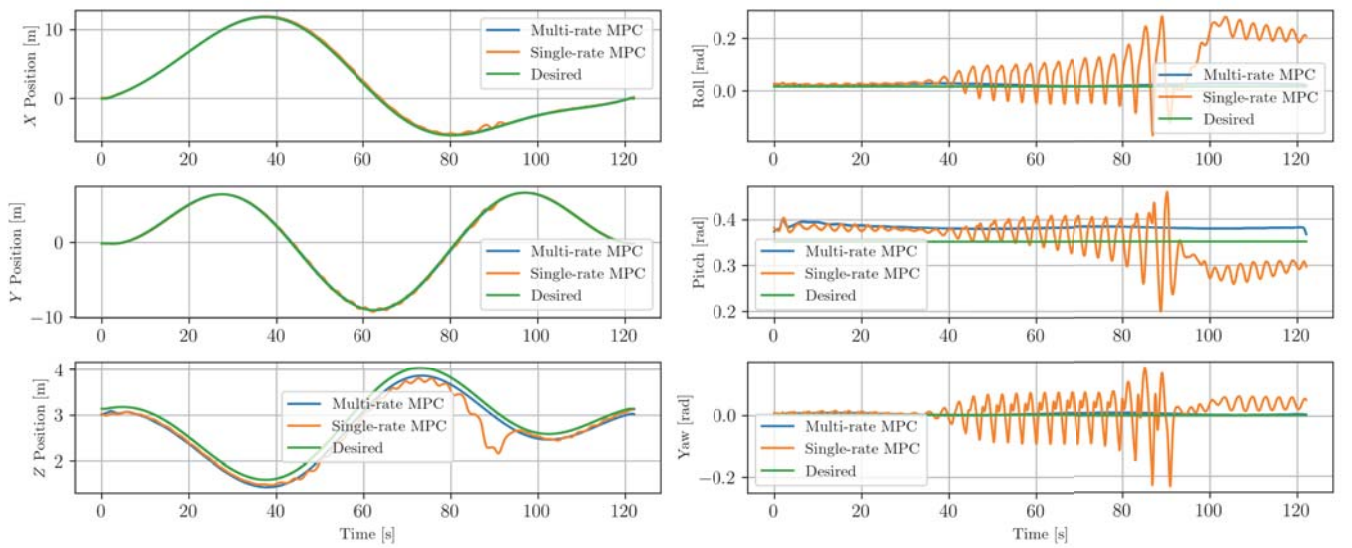 X Position [m]
10
0
Multi-rate MPC
Single-rate MPC
Desired
0 20 40 60 80 100 120
Roll [rad]
0.2
0.0
Multi-rate MPC
Single-rate MPC
Desired
0 20 40 60 80 100 120
Y Position [m]
0
−10
Multi-rate MPC
Single-rate MPC
Desired
0 20 40 60 80 100 120
Pitch [rad]
0.4
0.3
0.2
Multi-rate MPC
Single-rate MPC
Desired
0 20 40 60 80 100 120
Z Position [m]
4
3
2
Multi-rate MPC
Single-rate MPC
Desired
0 20 40 60 80 100 120
Time [s]
Yaw [rad]
0.0
−0.2
Multi-rate MPC
Single-rate MPC
Desired
0 20 40 60 80 100 120
Time [s]